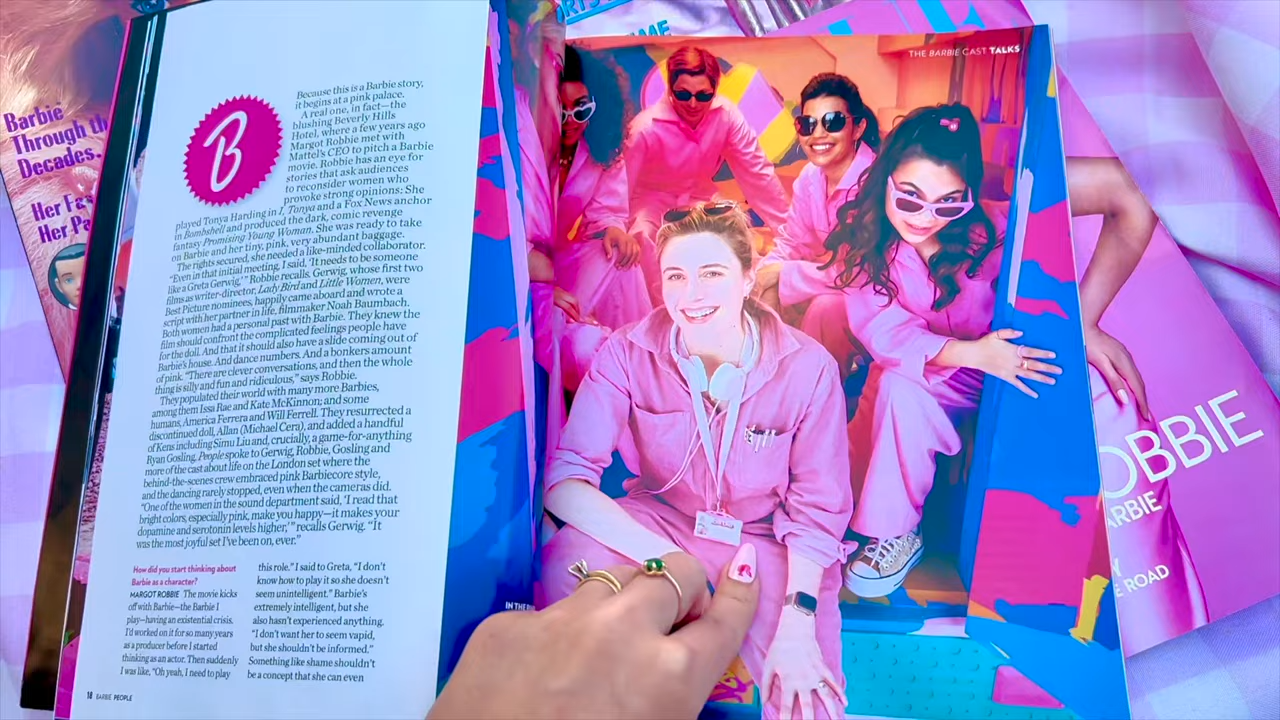 Barbie
Through th
Decades.
Her
Her Pa
B
Because this is a Barbie story,
it begins at a pink palace.
A real one, in fact—the
blushing Beverly Hills
Hotel, where a few years ago
Margot Robbie met with
Mattel's CEO to pitch a Barbie
movie. Robbie has an eye for
stories that ask audiences
to reconsider women who
provoke strong opinions: She
played Tonya Harding in I, Tonya and a Fox News anchor
in Bombshell and produced the dark, comic revenge
fantasy Promising Young Woman. She was ready to take
on Barbie and her tiny, pink, very abundant baggage.
The rights secured, she needed a like-minded collaborator.
"Even in that initial meeting, I said, 'It needs to be someone
like a Greta Gerwig,'" Robbie recalls. Gerwig, whose first two
films as writer-director, Lady Bird and Little Women, were
Best Picture nominees, happily came aboard and wrote a
script with her partner in life, filmmaker Noah Baumbach.
Both women had a personal past with Barbie. They knew the
film should confront the complicated feelings people have
for the doll. And that it should also have a slide coming out of
Barbie's house. And dance numbers. And a bonkers amount
of pink. "There are clever conversations, and then the whole
thing is silly and fun and ridiculous," says Robbie.
They populated their world with many more Barbies,
among them Issa Rae and Kate McKinnon; and some
humans, America Ferrera and Will Ferrell. They resurrected a
discontinued doll, Allan (Michael Cera), and added a handful
of Kens including Simu Liu and, crucially, a game-for-anything
Ryan Gosling. People spoke to Gerwig, Robbie, Gosling and
more of the cast about life on the London set where the
behind-the-scenes crew embraced pink Barbiecore style,
and the dancing rarely stopped, even when the cameras did.
"One of the women in the sound department said, 'I read that
bright colors, especially pink, make you happy—it makes your
dopamine and serotonin levels higher,'" recalls Gerwig. "It
was the most joyful set I've been on, ever."
How did you start thinking about
Barbie as a character?
MARGOT ROBBIE The movie kicks
off with Barbie—the Barbie I
play—having an existential crisis.
I'd worked on it for so many years
as a producer before I started
thinking as an actor. Then suddenly
I was like, "Oh yeah, I need to play
this role." I said to Greta, "I don't
know how to play it so she doesn't
seem unintelligent." Barbie's
extremely intelligent, but she
also hasn't experienced anything.
"I don't want her to seem vapid,
but she shouldn't be informed."
Something like shame shouldn't
be a concept that she can even
18 BARBIE PEOPLE
THE BARBIE CAST TALKS
IN THE
OBBIE
ARBIE
Y
E ROAD